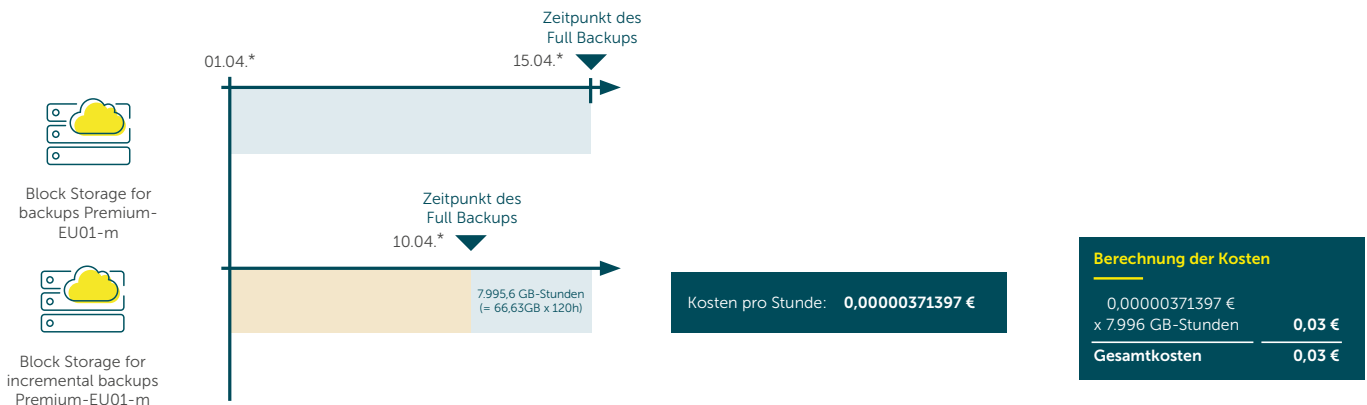 Zeitpunkt des
Full Backups
01.04.*
15.04.*
Block Storage for
backups Premium-
EU01-m
Zeitpunkt des
Full Backups
10.04.*
7.995,6 GB-Stunden
(= 66,63GB x 120h)
Block Storage for
incremental backups
Premium-EU01-m
Kosten pro Stunde: 0,00000371397 €
Berechnung der Kosten
0,00000371397 €
x 7.996 GB-Stunden 0,03 €
Gesamtkosten 0,03 €